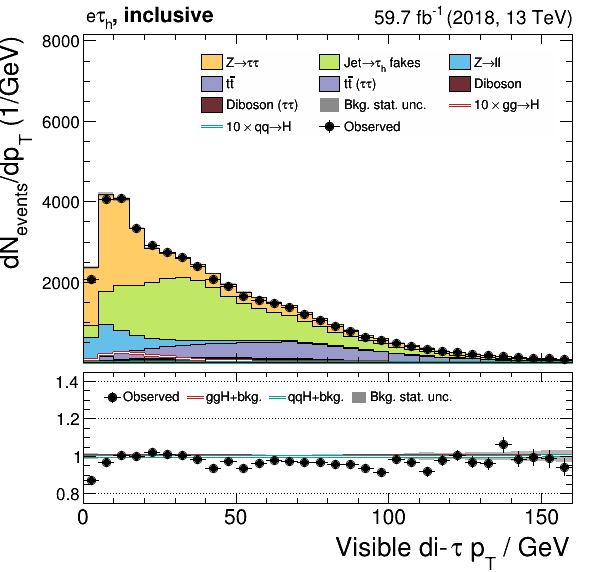 eτh, inclusive 59.7 fb-1 (2018, 13 TeV)
dNevents/dpT (1/GeV)
8000
6000
4000
2000
Z→ττ Jet→τh fakes Z→ll
tt̄ tt̄ (ττ) Diboson
Diboson (ττ) Bkg. stat. unc. 10 × gg→H
10 × qq→H Observed
1.4
1.2
1
0.8
Observed ggH+bkg. qqH+bkg. Bkg. stat. unc.
0 50 100 150
Visible di-τ pT / GeV